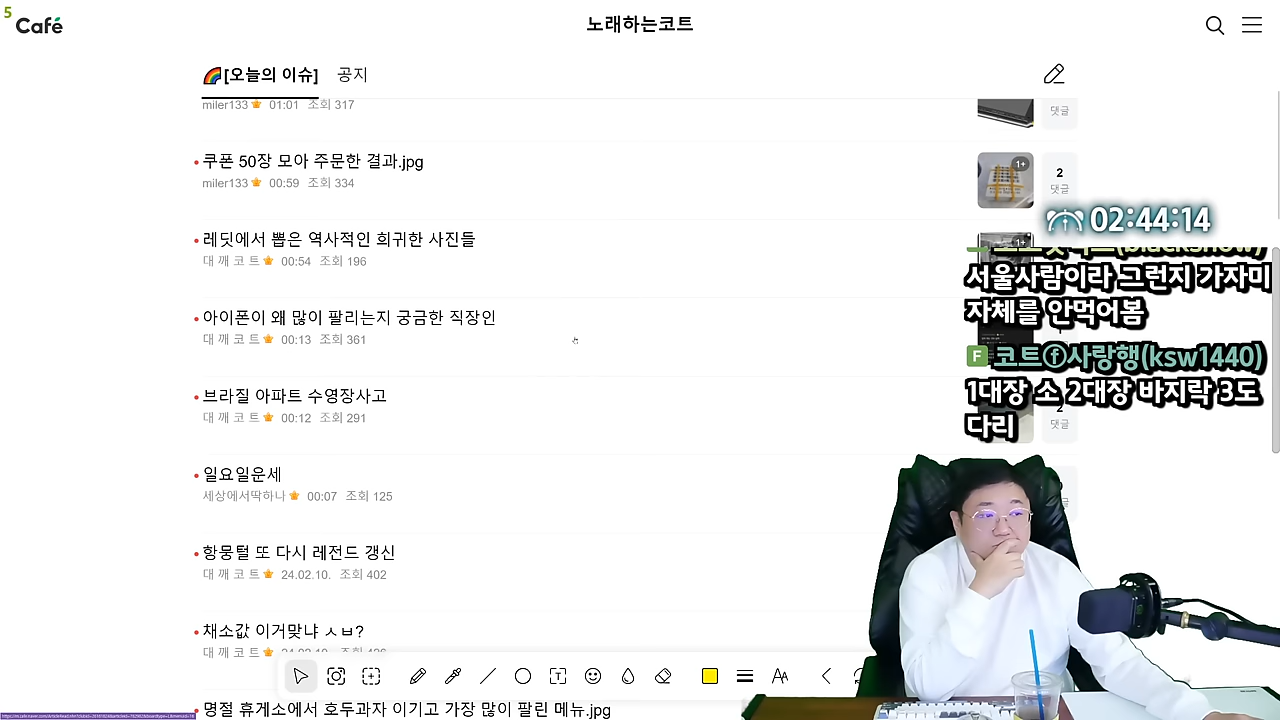 5
Café
노래하는코트
🌈[오늘의 이슈]
공지
miler133 01:01 조회 317
댓글
쿠폰 50장 모아 주문한 결과.jpg
miler133 00:55 조회 334
1+
2
댓글
02:44:14
레딧에서 뽑은 역사적인 희귀한 사진들
대 깨 코 트 00:54 조회 196
1+
서울사람이라 그런지 가자미
자체를 안먹어봄
아이폰이 왜 많이 팔리는지 궁금한 직장인
대 깨 코 트 00:13 조회 361
F 코트ⓕ사랑행(ksw1440)
1대장 소 2대장 바지락 3도
다리
브라질 아파트 수영장사고
대 깨 코 트 00:12 조회 291
2
댓글
일요일운세
세상에서딱하나 00:07 조회 125
항뭉털 또 다시 레전드 갱신
대 깨 코 트 24.02.10. 조회 402
채소값 이거맞냐 ㅅㅂ?
대 깨 코 트
명절 휴게소에서 호두과자 이기고 가장 많이 팔린 메뉴.jpg